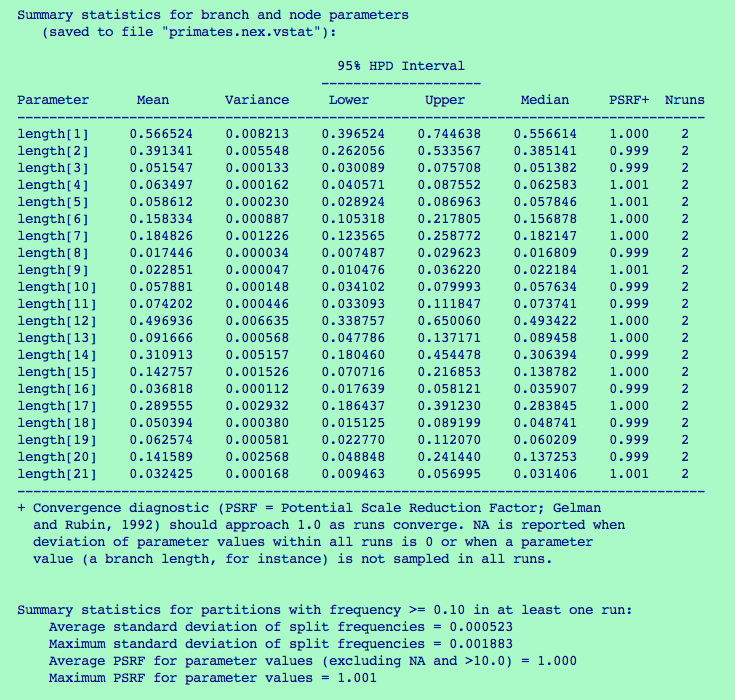 Summary statistics for branch and node parameters
(saved to file "primates.nex.vstat"):
95% HPD Interval
--------------------
Parameter Mean Variance Lower Upper Median PSRF+ Nruns
--------------------------------------------------------------------------------------
length[1] 0.566524 0.008213 0.396524 0.744638 0.556614 1.000 2
length[2] 0.391341 0.005548 0.262056 0.533567 0.385141 0.999 2
length[3] 0.051547 0.000133 0.030089 0.075708 0.051382 0.999 2
length[4] 0.063497 0.000162 0.040571 0.087552 0.062583 1.001 2
length[5] 0.058612 0.000230 0.028924 0.086963 0.057846 1.001 2
length[6] 0.158334 0.000887 0.105318 0.217805 0.156878 1.000 2
length[7] 0.184826 0.001226 0.123565 0.258772 0.182147 1.000 2
length[8] 0.017446 0.000034 0.007487 0.029623 0.016809 0.999 2
length[9] 0.022851 0.000047 0.010476 0.036220 0.022184 1.001 2
length[10] 0.057881 0.000148 0.034102 0.079993 0.057634 0.999 2
length[11] 0.074202 0.000446 0.033093 0.111847 0.073741 0.999 2
length[12] 0.496936 0.006635 0.338757 0.650060 0.493422 1.000 2
length[13] 0.091666 0.000568 0.047786 0.137171 0.089458 1.000 2
length[14] 0.310913 0.005157 0.180460 0.454478 0.306394 0.999 2
length[15] 0.142757 0.001526 0.070716 0.216853 0.138782 1.000 2
length[16] 0.036818 0.000112 0.017639 0.058121 0.035907 0.999 2
length[17] 0.289555 0.002932 0.186437 0.391230 0.283845 1.000 2
length[18] 0.050394 0.000380 0.015125 0.089199 0.048741 0.999 2
length[19] 0.062574 0.000581 0.022770 0.112070 0.060209 0.999 2
length[20] 0.141589 0.002568 0.048848 0.241440 0.137253 0.999 2
length[21] 0.032425 0.000168 0.009463 0.056995 0.031406 1.001 2
--------------------------------------------------------------------------------------
+ Convergence diagnostic (PSRF = Potential Scale Reduction Factor; Gelman
and Rubin, 1992) should approach 1.0 as runs converge. NA is reported when
deviation of parameter values within all runs is 0 or when a parameter
value (a branch length, for instance) is not sampled in all runs.
Summary statistics for partitions with frequency >= 0.10 in at least one run:
Average standard deviation of split frequencies = 0.000523
Maximum standard deviation of split frequencies = 0.001883
Average PSRF for parameter values (excluding NA and >10.0) = 1.000
Maximum PSRF for parameter values = 1.001